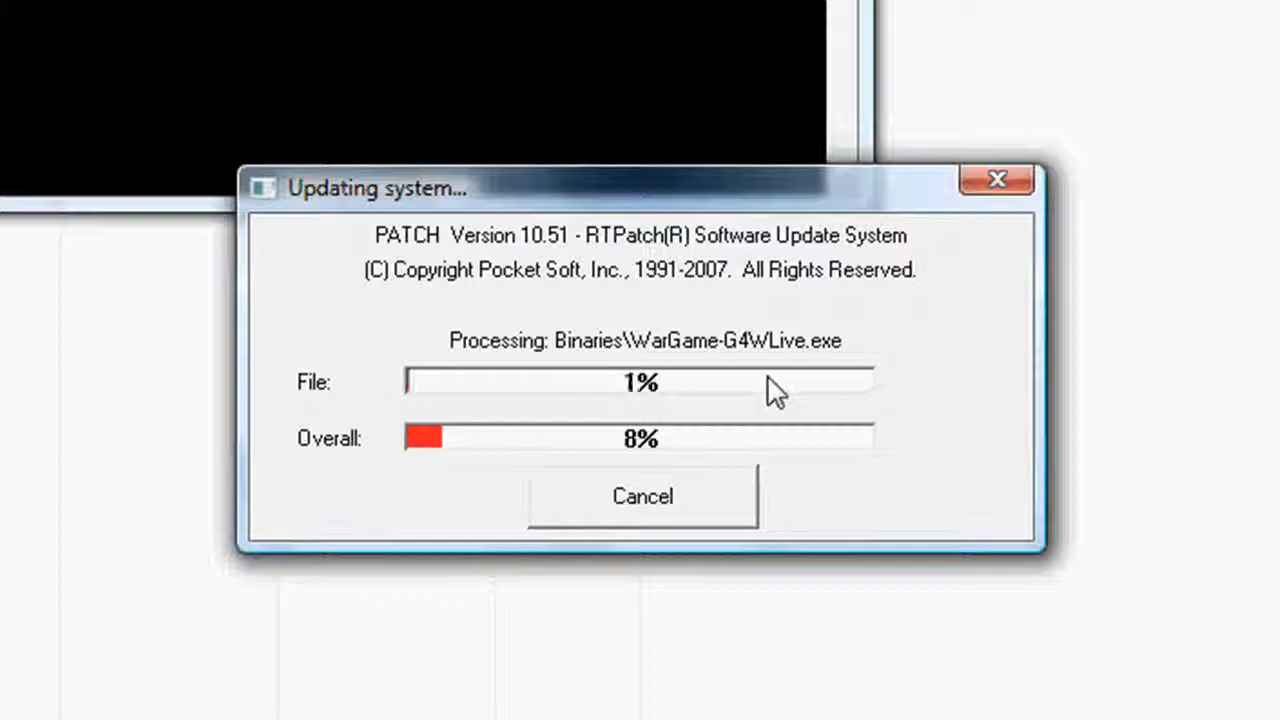 Updating system...
PATCH  Version 10.51 - RTPatch(R) Software Update System
(C) Copyright Pocket Soft, Inc., 1991-2007.  All Rights Reserved.
Processing: Binaries\WarGame-G4WLive.exe
File: 1%
Overall: 8%
Cancel